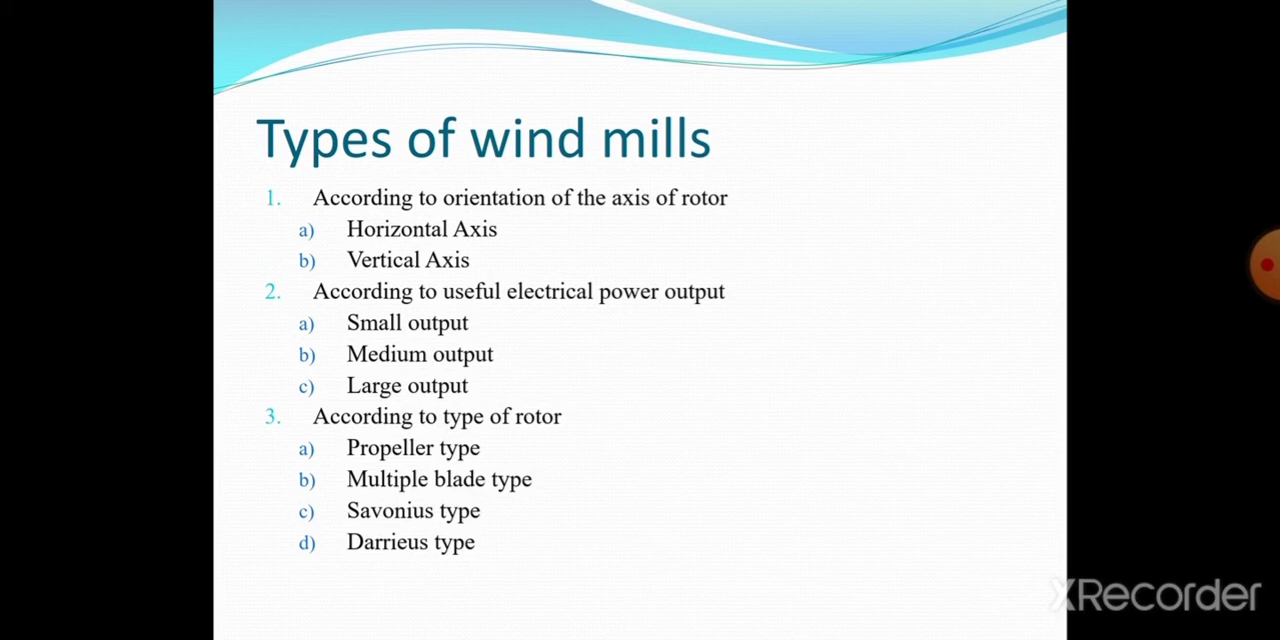 Types of wind mills
1. According to orientation of the axis of rotor
a) Horizontal Axis
b) Vertical Axis
2. According to useful electrical power output
a) Small output
b) Medium output
c) Large output
3. According to type of rotor
a) Propeller type
b) Multiple blade type
c) Savonius type
d) Darrieus type
XRecorder